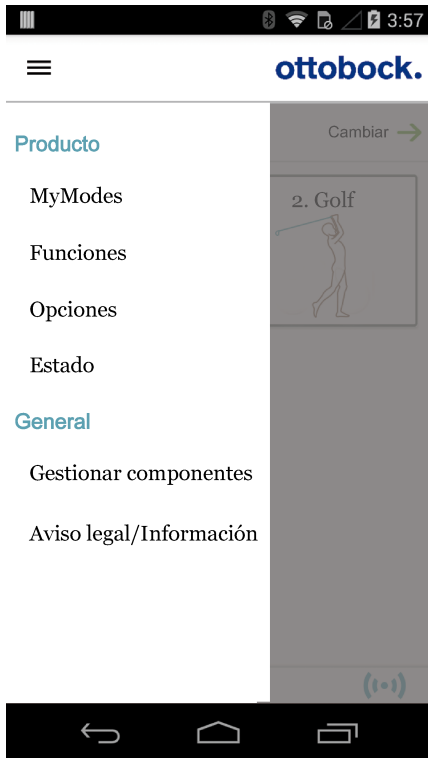 3:57
ottobock.
Cambiar
Producto
MyModes
2. Golf
Funciones
Opciones
Estado
General
Gestionar componentes
Aviso legal/Información